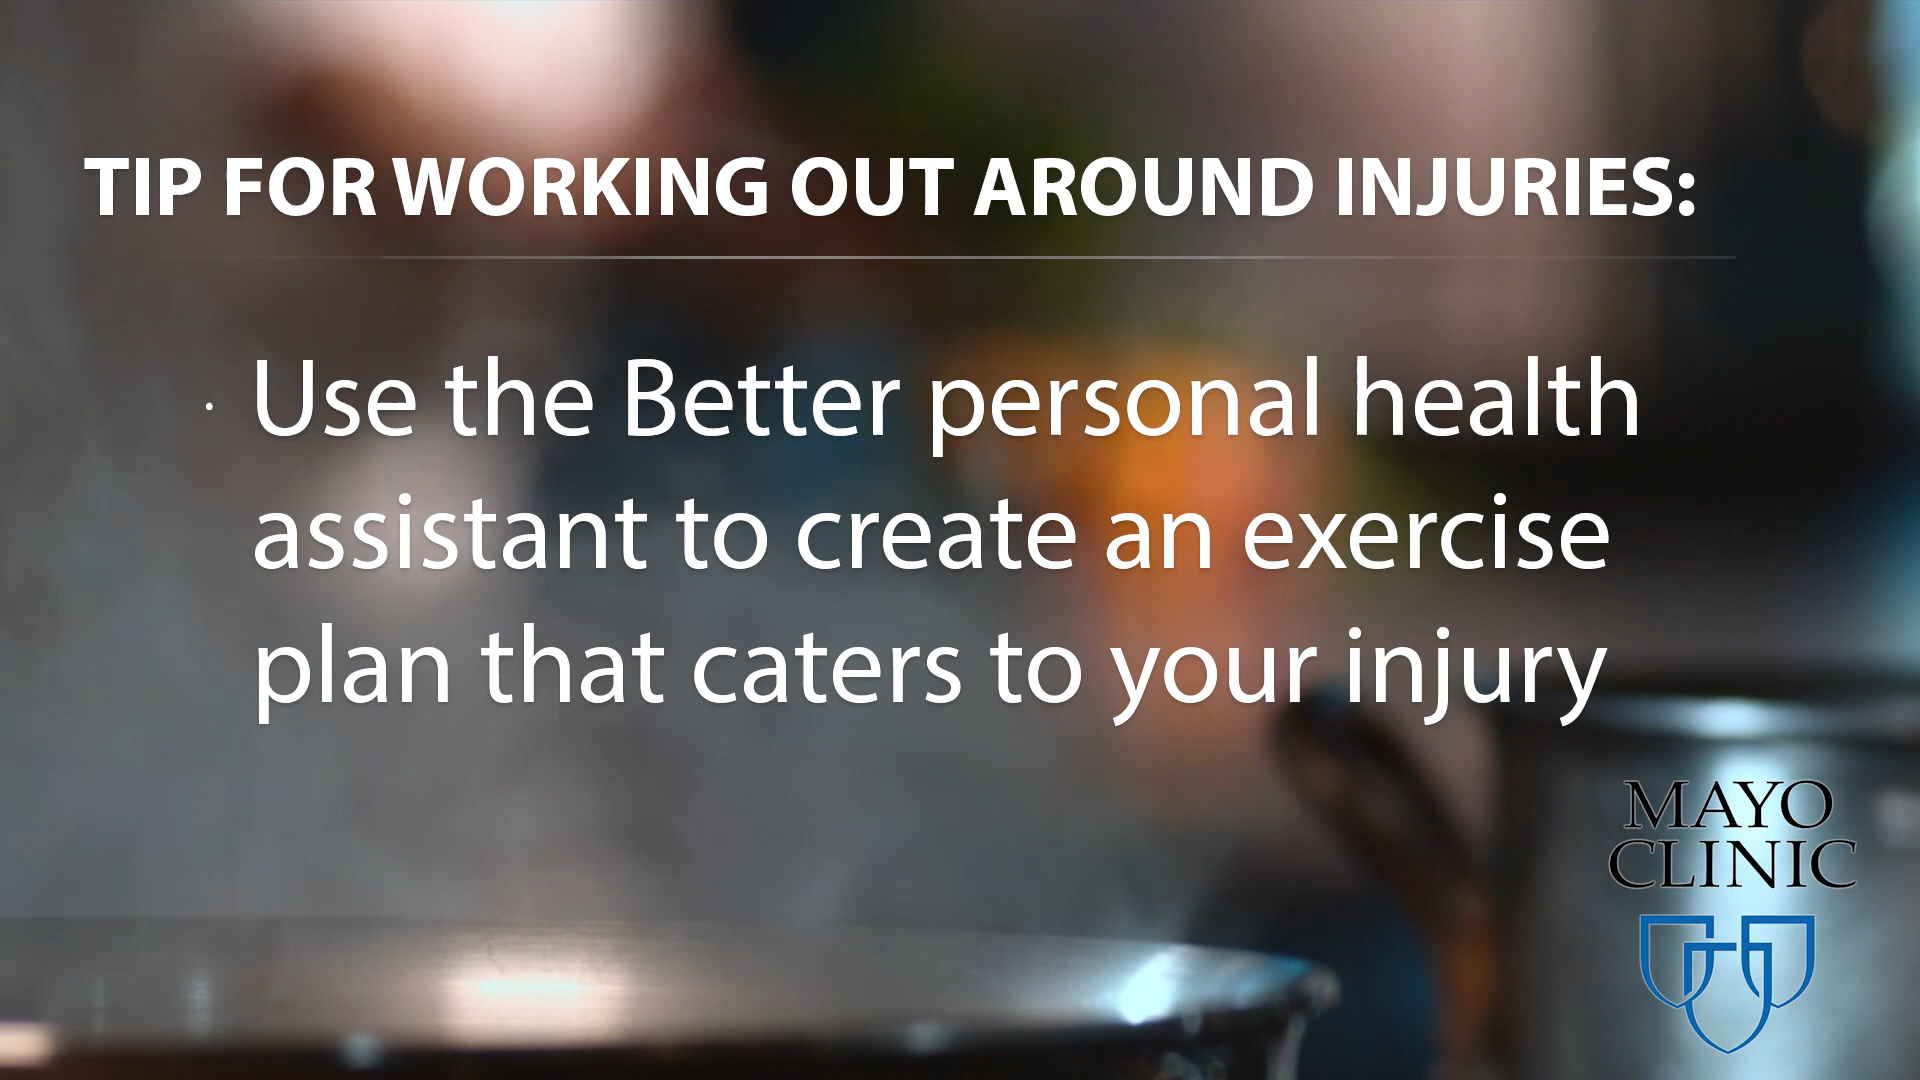 TIP FOR WORKING OUT AROUND INJURIES:
· Use the Better personal health
assistant to create an exercise
plan that caters to your injury
MAYO
CLINIC